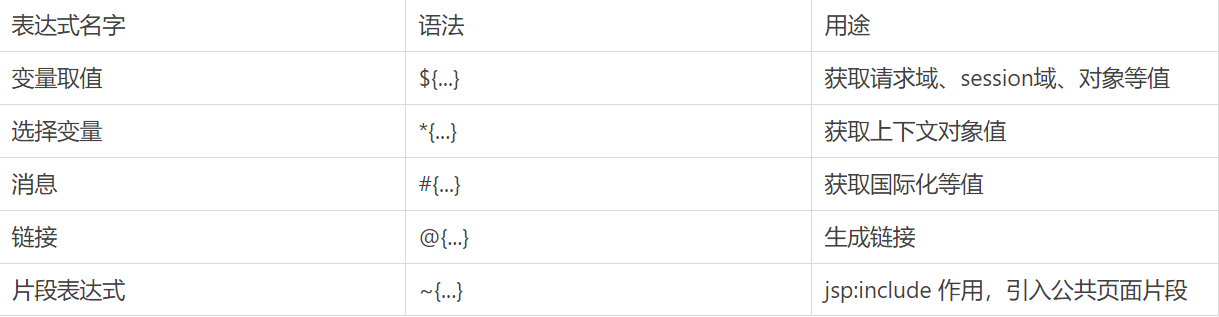 表达式名字 语法 用途
变量取值 ${...} 获取请求域、session域、对象等值
选择变量 *{...} 获取上下文对象值
消息 #{...} 获取国际化等值
链接 @{...} 生成链接
片段表达式 ~{...} jsp:include 作用，引入公共页面片段